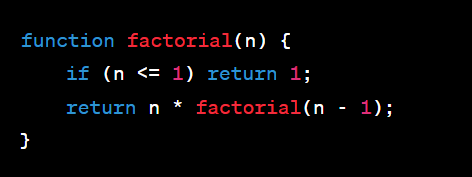 function factorial(n) {
    if (n <= 1) return 1;
    return n * factorial(n - 1);
}